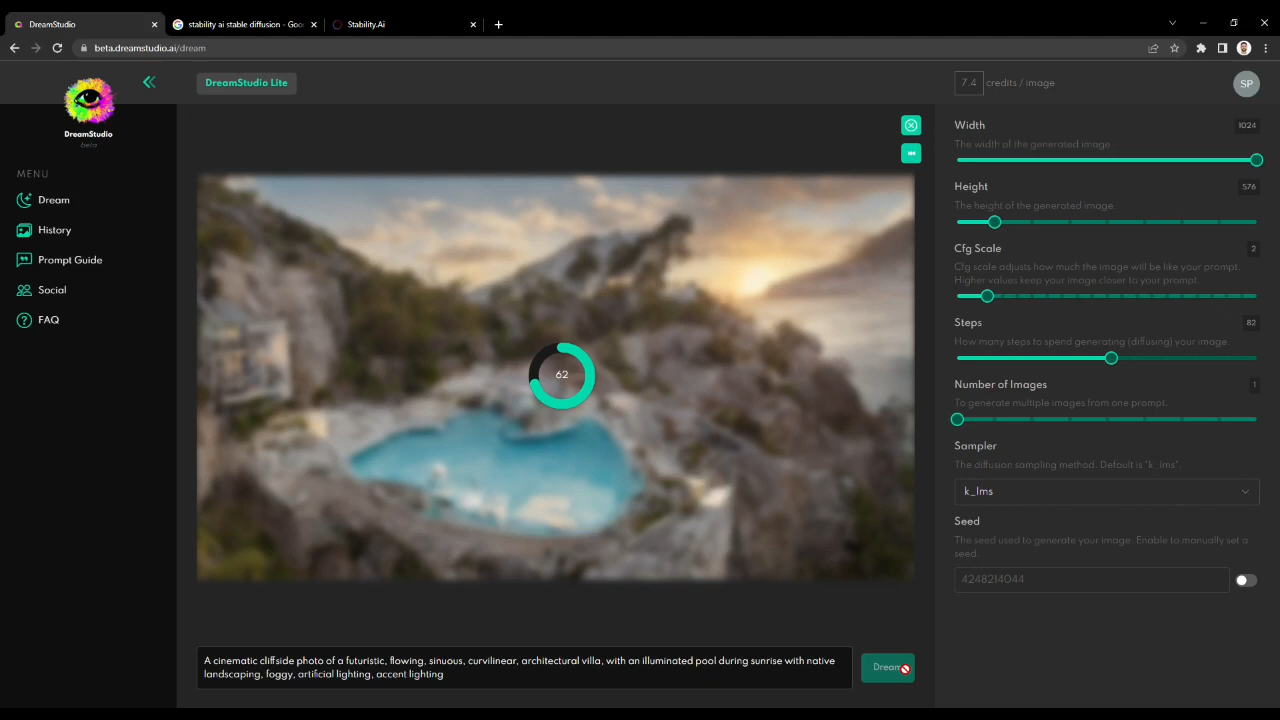 DreamStudio
stability ai stable diffusion - Goo
Stability.Ai
beta.dreamstudio.ai/dream
DreamStudio
beta
DreamStudio Lite
7.4 credits / image
SP
MENU
Dream
History
Prompt Guide
Social
FAQ
62
A cinematic cliffside photo of a futuristic, flowing, sinuous, curvilinear, architectural villa, with an illuminated pool during sunrise with native
landscaping, foggy, artificial lighting, accent lighting
Dream
Width 1024
The width of the generated image.
Height 576
The height of the generated image.
Cfg Scale 2
Cfg scale adjusts how much the image will be like your prompt.
Higher values keep your image closer to your prompt.
Steps 82
How many steps to spend generating (diffusing) your image.
Number of Images 1
To generate multiple images from one prompt.
Sampler
The diffusion sampling method. Default is "k_lms".
k_lms
Seed
The seed used to generate your image. Enable to manually set a
seed.
4248214044